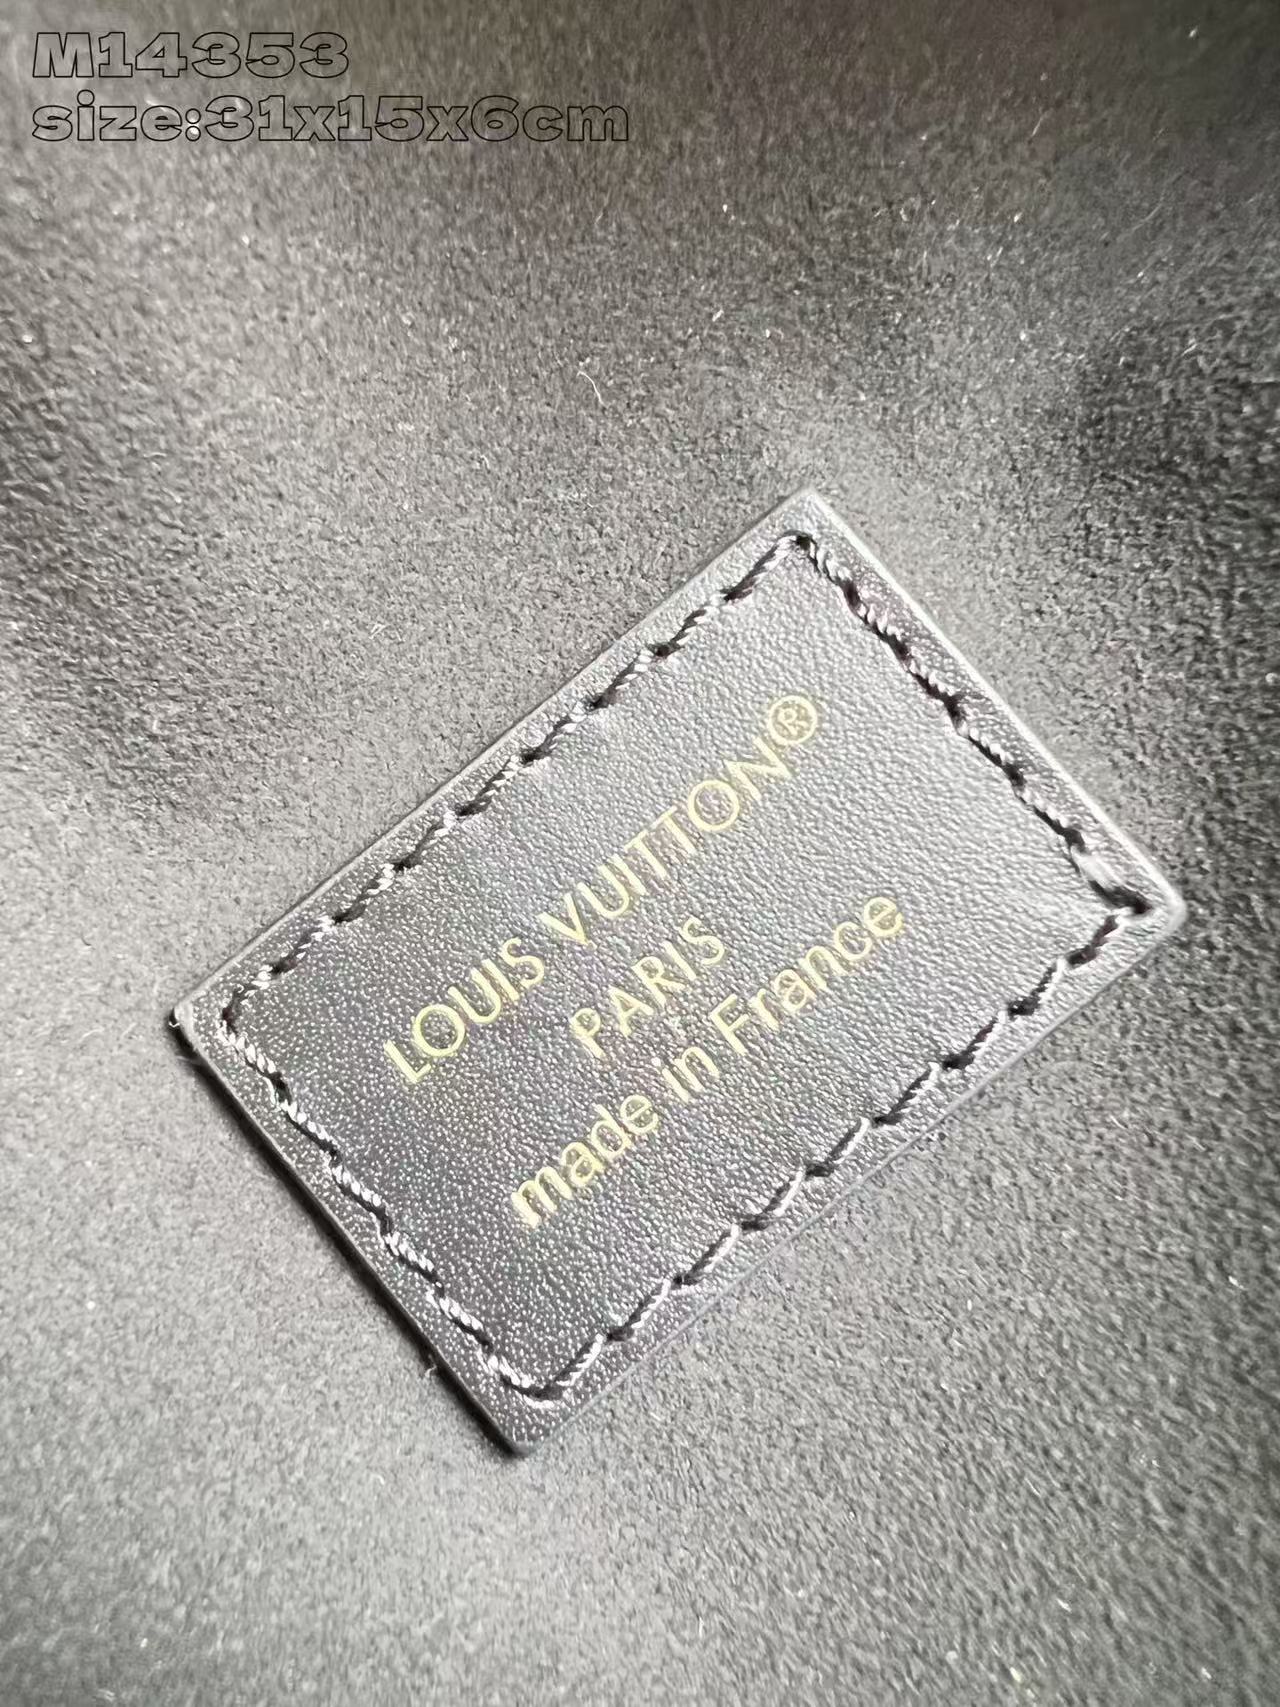 M14353
size:31x15x6cm
LOUIS VUITTON®
PARIS
made in France